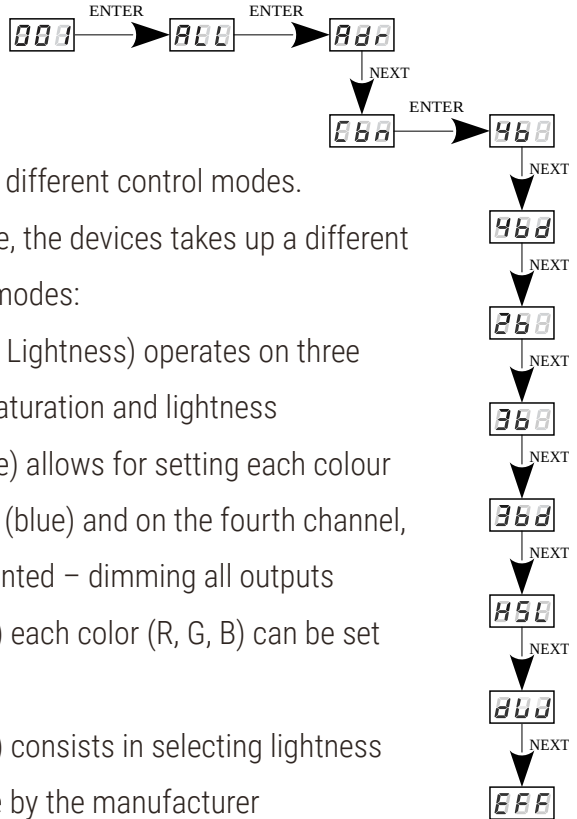 ENTER ENTER
001 ALL Adr
NEXT
ENTER
Cbn 4b
NEXT
different control modes.
4bd
e, the devices takes up a different
NEXT
modes:
2b
Lightness) operates on three
NEXT
aturation and lightness
3b
e) allows for setting each colour
NEXT
(blue) and on the fourth channel,
3bd
nted – dimming all outputs
NEXT
HSL
) each color (R, G, B) can be set
NEXT
dUd
) consists in selecting lightness
NEXT
e by the manufacturer
EFF